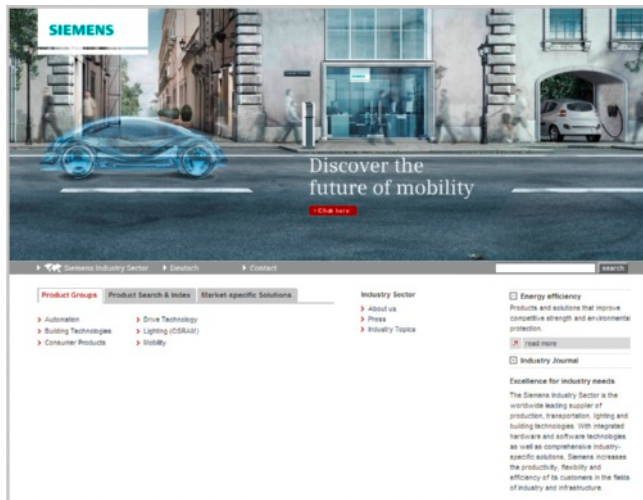 SIEMENS
SIEMENS
Discover the
future of mobility
Click here
Siemens Industry Sector
Deutsch
Contact
search
Product Groups
Product Search & Index
Market-specific Solutions
Automation
Building Technologies
Consumer Products
Drive Technology
Lighting (OSRAM)
Mobility
Industry Sector
About us
Press
Industry Topics
Energy efficiency
Products and solutions that improve
competitive strength and environmental
protection.
read more
Industry Journal
Excellence for industry needs
The Siemens Industry Sector is the
worldwide leading supplier of
production, transportation, lighting and
building technologies. With integrated
hardware and software technologies
as well as comprehensive industry-
specific solutions, Siemens increases
the productivity, flexibility and
efficiency of its customers in the fields
of industry and infrastructure.